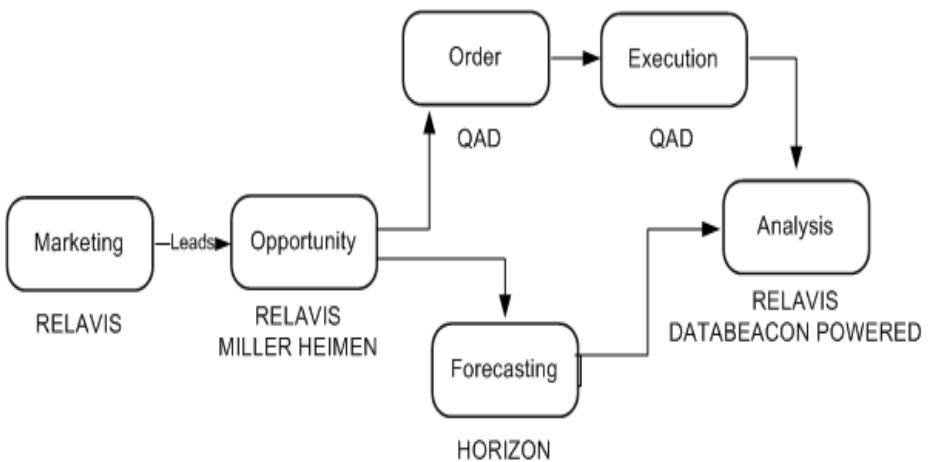 Order
Execution
QAD
QAD
Marketing
Leads
Opportunity
Analysis
RELAVIS
RELAVIS
MILLER HEIMEN
RELAVIS
DATABEACON POWERED
Forecasting
HORIZON